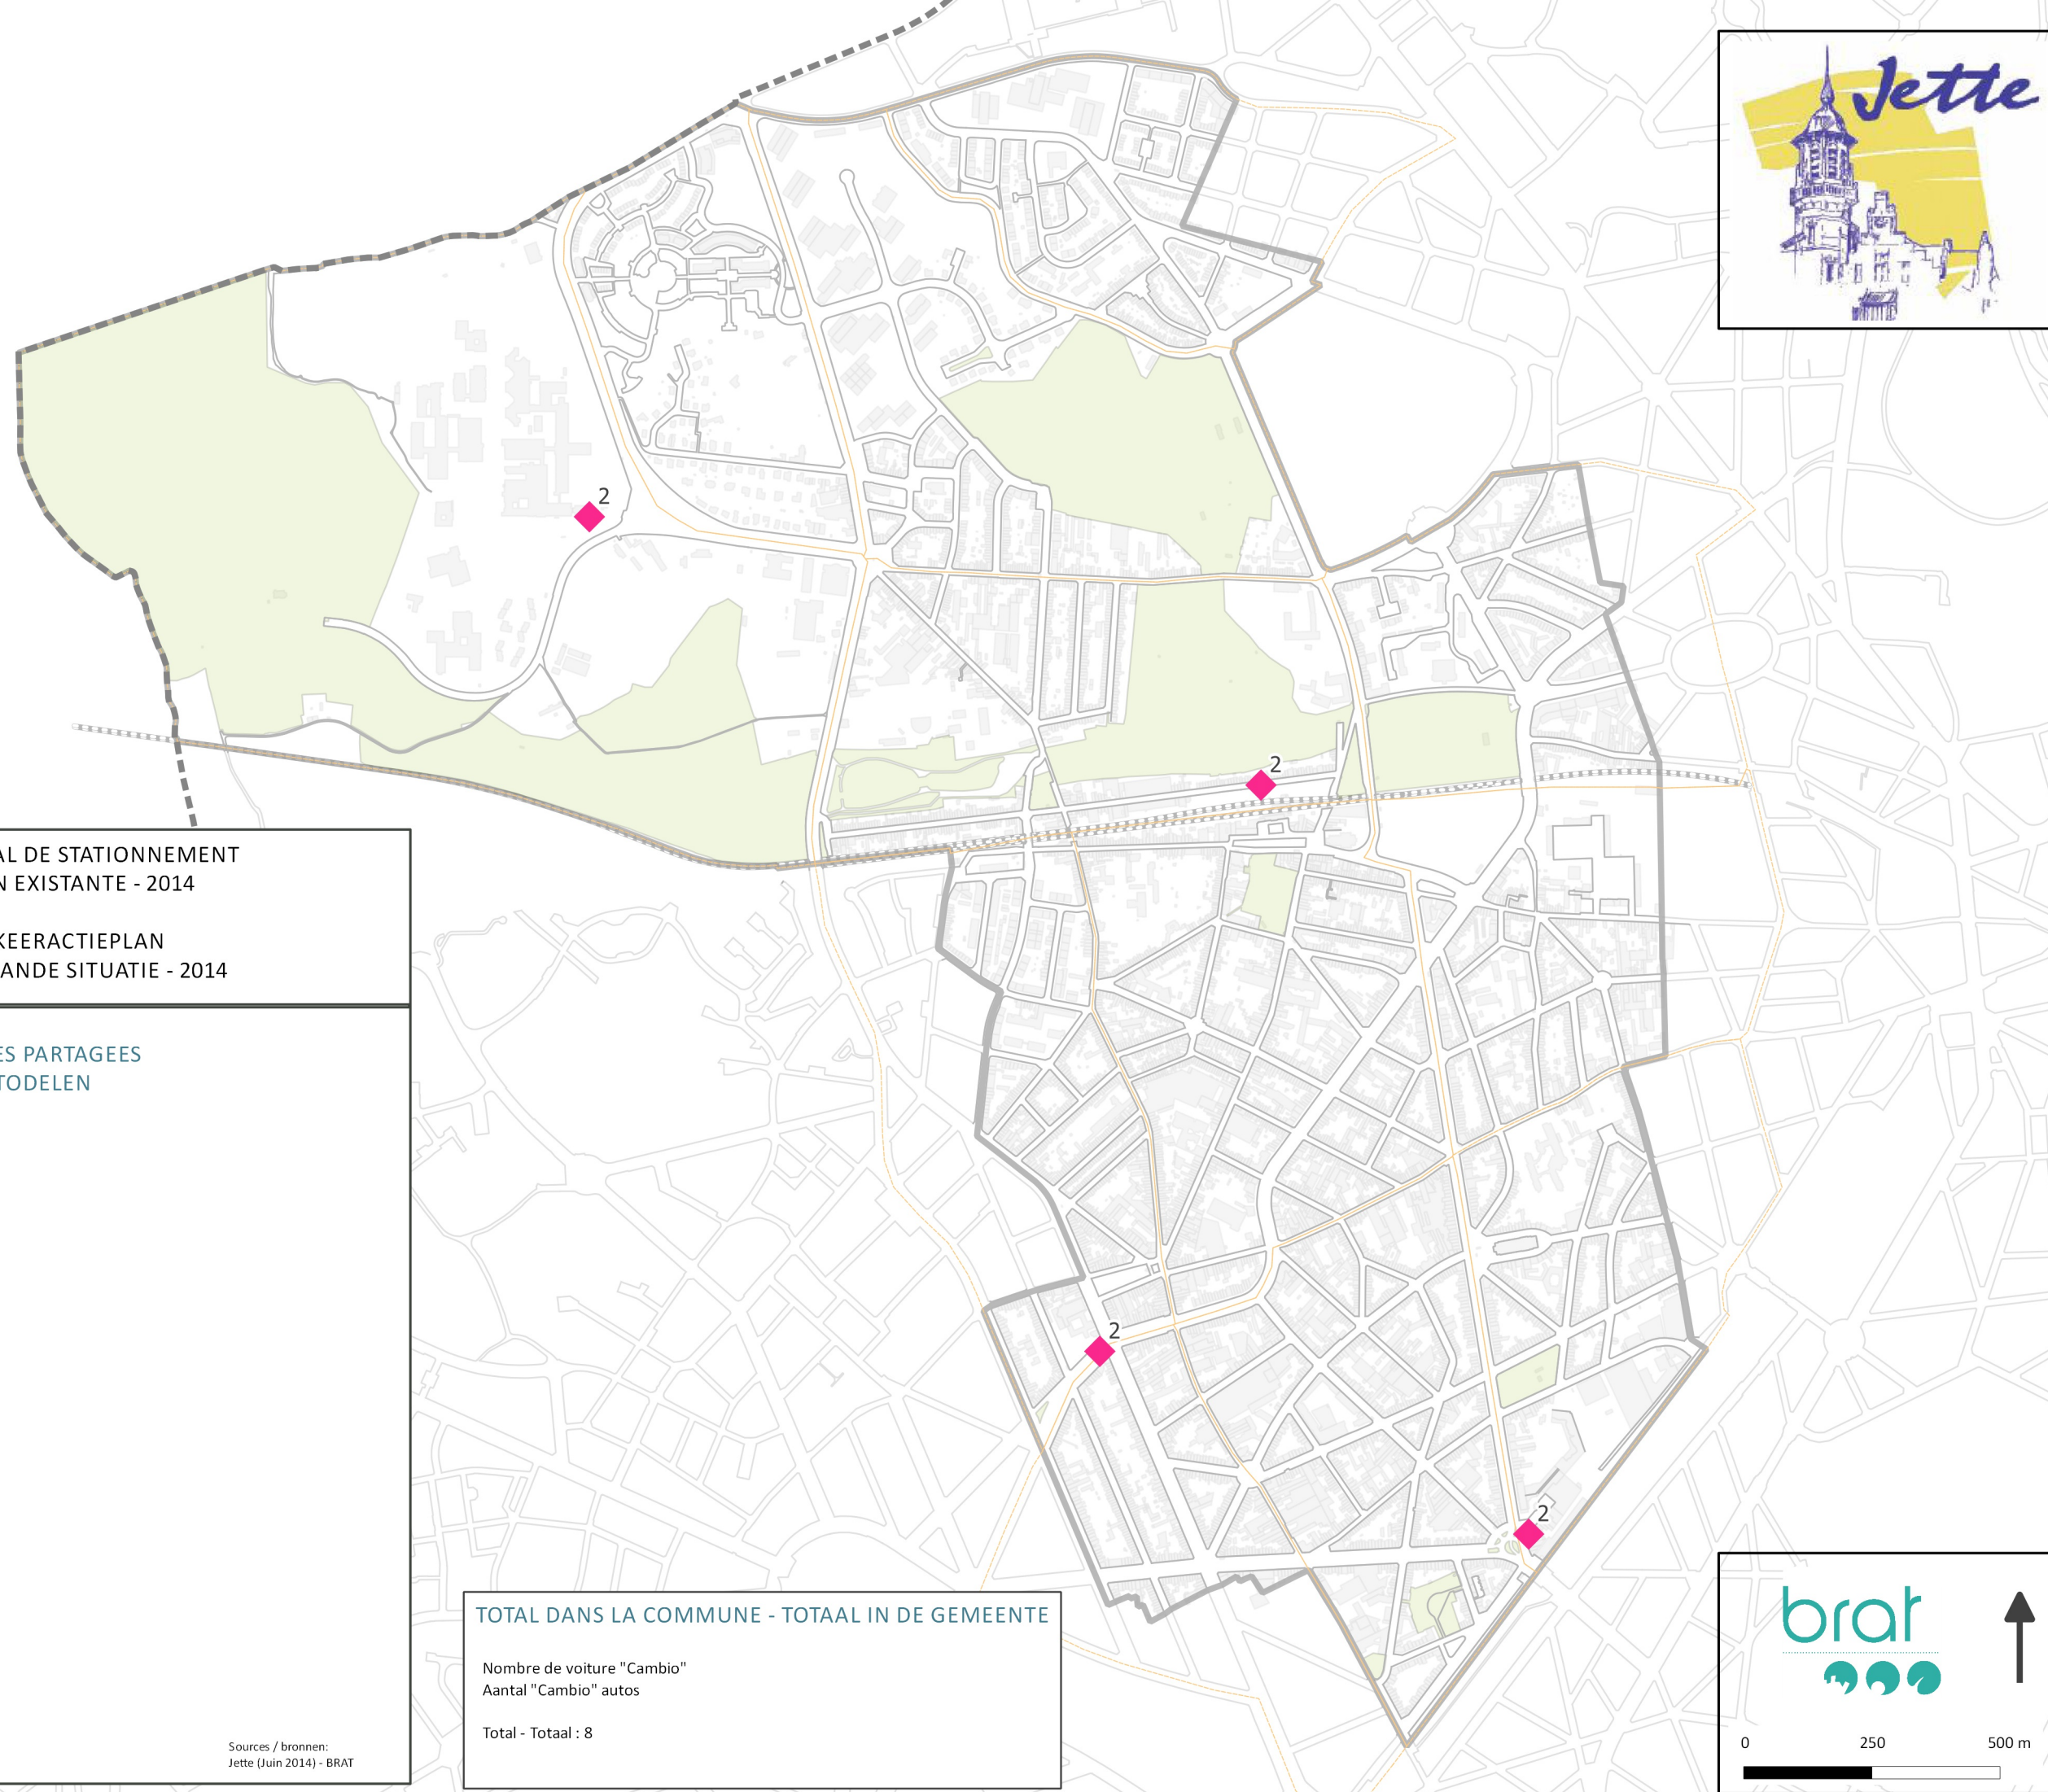 Jette
2
2
2
2
AL DE STATIONNEMENT
N EXISTANTE - 2014
KEERACTIEPLAN
ANDE SITUATIE - 2014
ES PARTAGEES
TODELEN
Sources / bronnen:
Jette (Juin 2014) - BRAT
TOTAL DANS LA COMMUNE - TOTAAL IN DE GEMEENTE
Nombre de voiture "Cambio"
Aantal "Cambio" autos
Total - Totaal : 8
brat
0 250 500 m